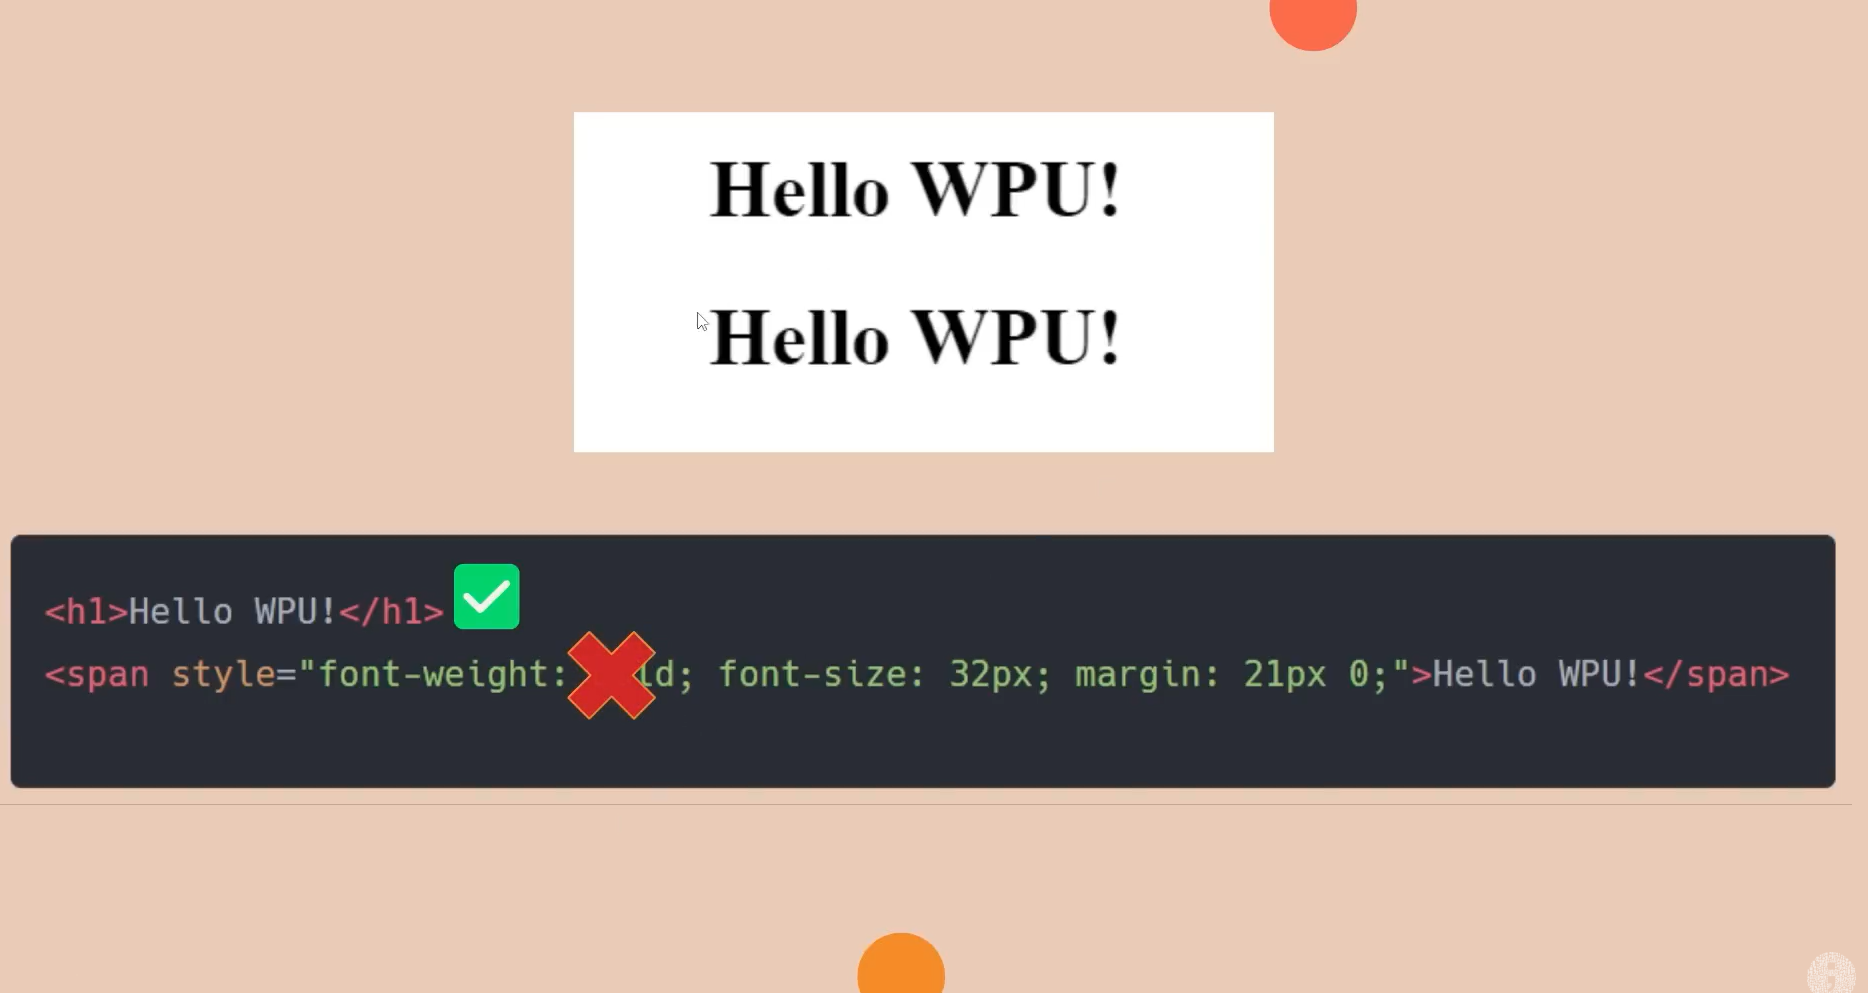 Hello WPU!
Hello WPU!
<h1>Hello WPU!</h1>
<span style="font-weight: ld; font-size: 32px; margin: 21px 0;">Hello WPU!</span>